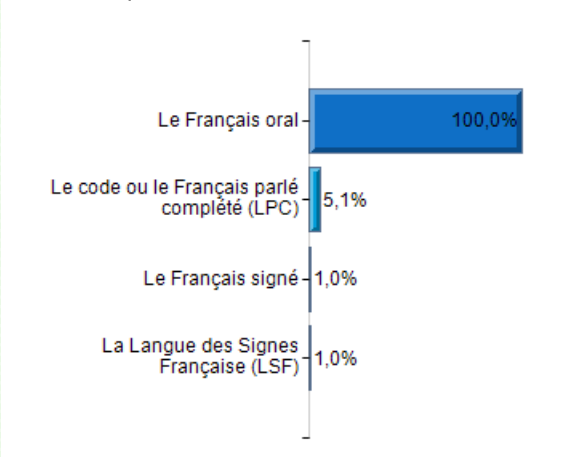 Le Français oral
100,0%
Le code ou le Français parlé
complété (LPC)
5,1%
Le Français signé
1,0%
La Langue des Signes
Française (LSF)
1,0%